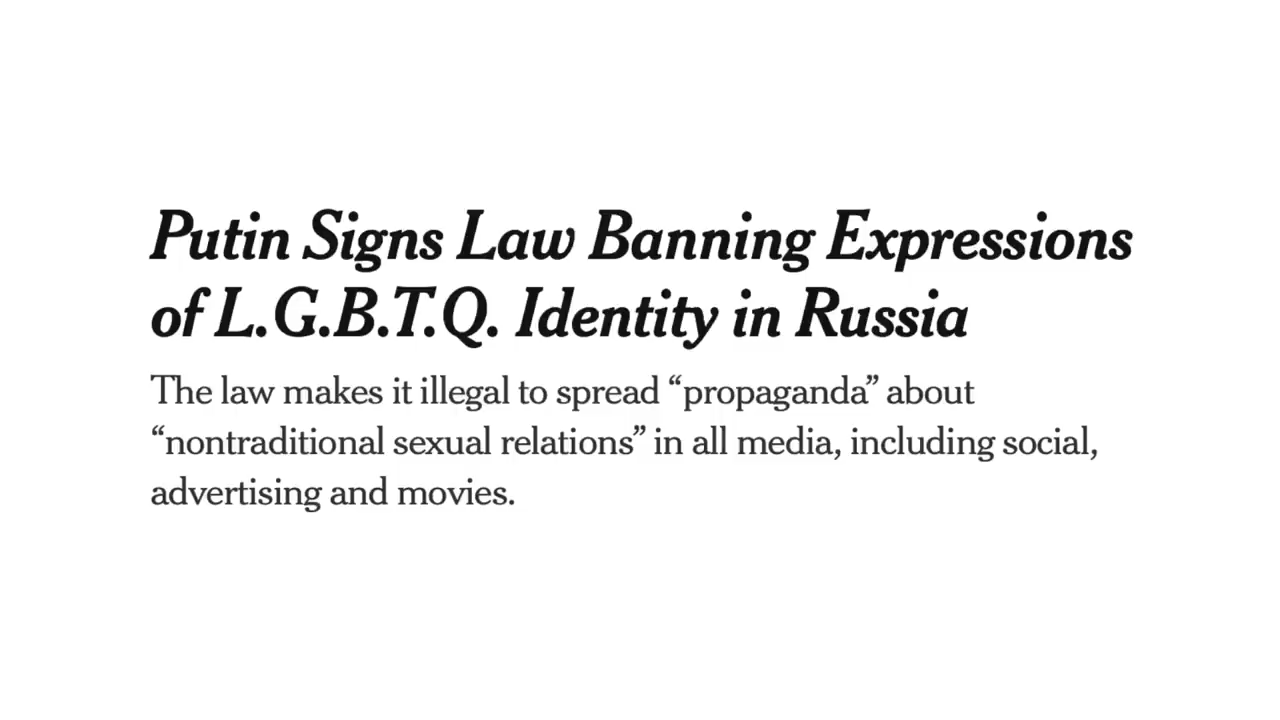 Putin Signs Law Banning Expressions
of L.G.B.T.Q. Identity in Russia
The law makes it illegal to spread “propaganda” about
“nontraditional sexual relations” in all media, including social,
advertising and movies.